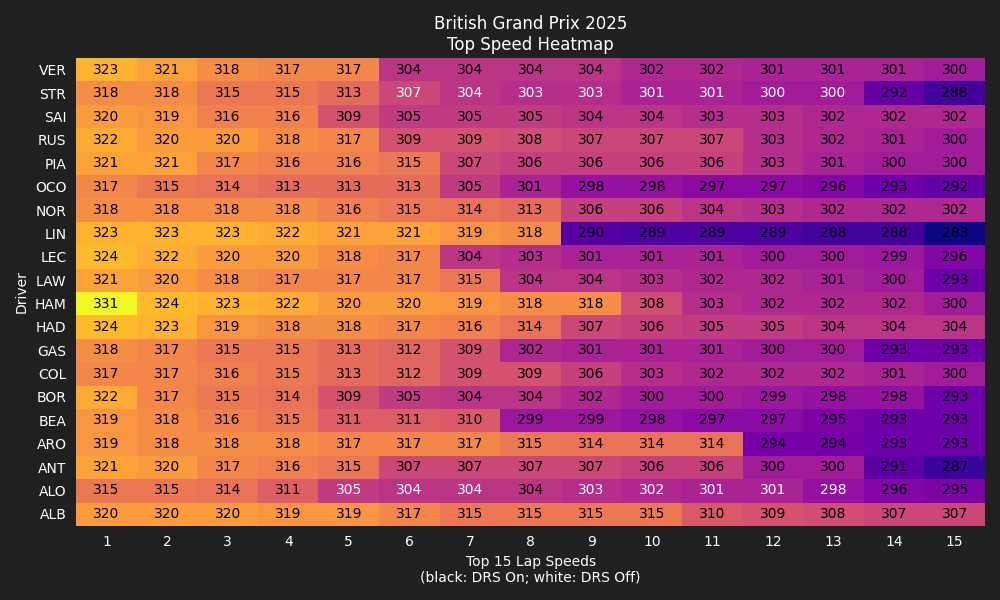 British Grand Prix 2025
Top Speed Heatmap
Driver
VER 323 321 318 317 317 304 304 304 304 302 302 301 301 301 300
STR 318 318 315 315 313 307 304 303 303 301 301 300 300 292 288
SAI 320 319 316 316 309 305 305 305 304 304 303 303 302 302 302
RUS 322 320 320 318 317 309 309 308 307 307 307 303 302 301 300
PIA 321 321 317 316 316 315 307 306 306 306 306 303 301 300 300
OCO 317 315 314 313 313 313 305 301 298 298 297 297 296 293 292
NOR 318 318 318 318 316 315 314 313 306 306 304 303 302 302 302
LIN 323 323 323 322 321 321 319 318 290 289 289 289 288 288 283
LEC 324 322 320 320 318 317 304 303 301 301 301 300 300 299 296
LAW 321 320 318 317 317 317 315 304 304 303 302 302 301 300 293
HAM 331 324 323 322 320 320 319 318 318 308 303 302 302 302 300
HAD 324 323 319 318 318 317 316 314 307 306 305 305 304 304 304
GAS 318 317 315 315 313 312 309 302 301 301 301 300 300 293 293
COL 317 317 316 315 313 312 309 309 306 303 302 302 302 301 300
BOR 322 317 315 314 309 305 304 304 302 300 300 299 298 298 293
BEA 319 318 316 315 311 311 310 299 299 298 297 297 295 293 293
ARO 319 318 318 318 317 317 317 315 314 314 314 294 294 293 293
ANT 321 320 317 316 315 307 307 307 307 306 306 300 300 291 287
ALO 315 315 314 311 305 304 304 304 303 302 301 301 298 296 295
ALB 320 320 320 319 319 317 315 315 315 315 310 309 308 307 307
1 2 3 4 5 6 7 8 9 10 11 12 13 14 15
Top 15 Lap Speeds
(black: DRS On; white: DRS Off)